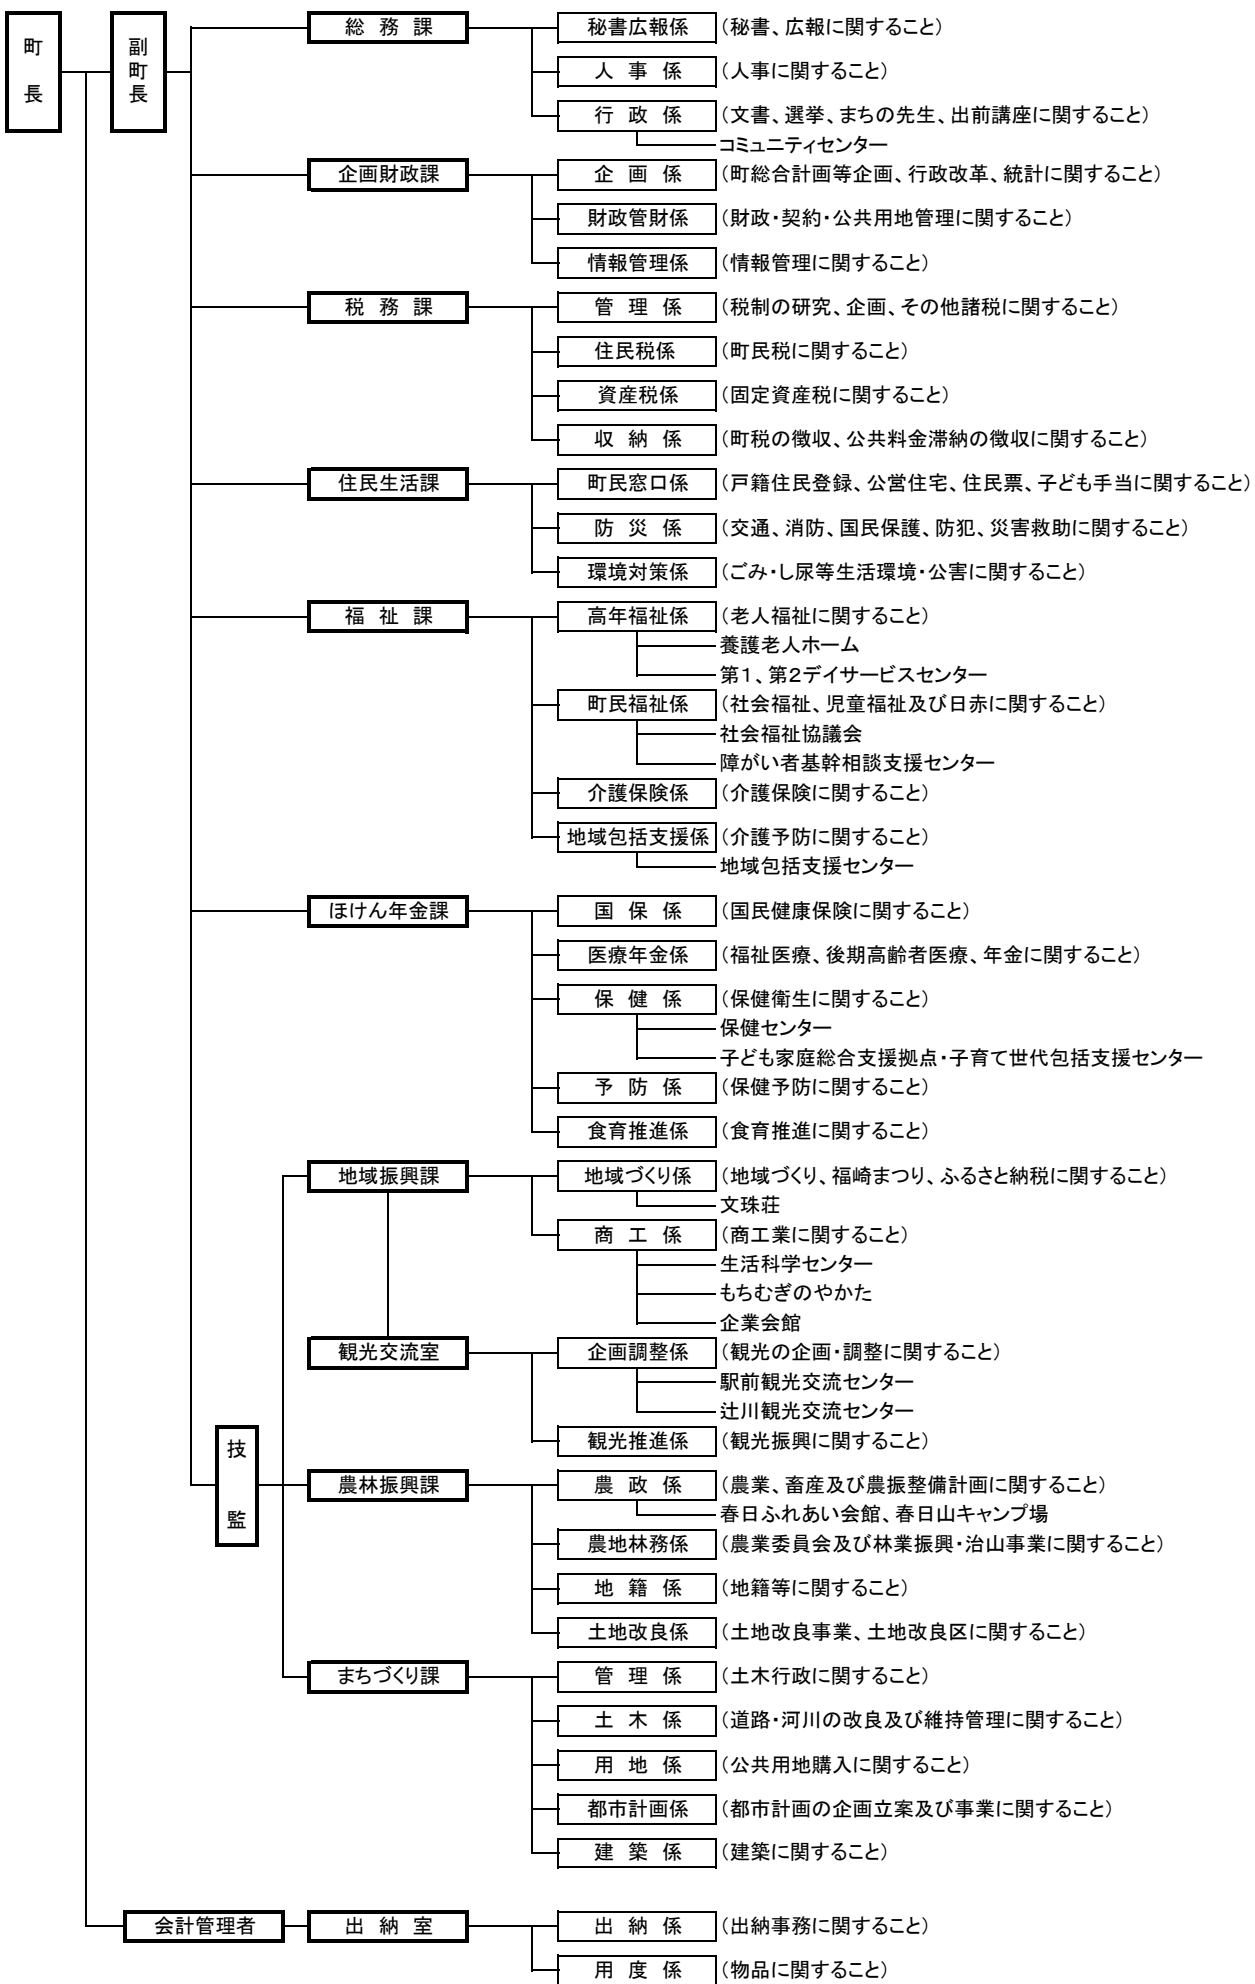 町長
副町長
総務課
秘書広報係 (秘書、広報に関すること)
人事係 (人事に関すること)
行政係 (文書、選挙、まちの先生、出前講座に関すること)
コミュニティセンター
企画財政課
企画係 (町総合計画等企画、行政改革、統計に関すること)
財政管財係 (財政・契約・公共用地管理に関すること)
情報管理係 (情報管理に関すること)
税務課
管理係 (税制の研究、企画、その他諸税に関すること)
住民税係 (町民税に関すること)
資産税係 (固定資産税に関すること)
収納係 (町税の徴収、公共料金滞納の徴収に関すること)
住民生活課
町民窓口係 (戸籍住民登録、公営住宅、住民票、子ども手当に関すること)
防災係 (交通、消防、国民保護、防犯、災害救助に関すること)
環境対策係 (ごみ・し尿等生活環境・公害に関すること)
福祉課
高年福祉係 (老人福祉に関すること)
養護老人ホーム
第1、第2デイサービスセンター
町民福祉係 (社会福祉、児童福祉及び日赤に関すること)
社会福祉協議会
障がい者基幹相談支援センター
介護保険係 (介護保険に関すること)
地域包括支援係 (介護予防に関すること)
地域包括支援センター
ほけん年金課
国保係 (国民健康保険に関すること)
医療年金係 (福祉医療、後期高齢者医療、年金に関すること)
保健係 (保健衛生に関すること)
保健センター
子ども家庭総合支援拠点・子育て世代包括支援センター
予防係 (保健予防に関すること)
食育推進係 (食育推進に関すること)
地域振興課
地域づくり係 (地域づくり、福崎まつり、ふるさと納税に関すること)
文珠荘
商工係 (商工業に関すること)
生活科学センター
もちむぎのやかた
企業会館
観光交流室
企画調整係 (観光の企画・調整に関すること)
駅前観光交流センター
辻川観光交流センター
観光推進係 (観光振興に関すること)
技監
農林振興課
農政係 (農業、畜産及び農振整備計画に関すること)
春日ふれあい会館、春日山キャンプ場
農地林務係 (農業委員会及び林業振興・治山事業に関すること)
地籍係 (地籍等に関すること)
土地改良係 (土地改良事業、土地改良区に関すること)
まちづくり課
管理係 (土木行政に関すること)
土木係 (道路・河川の改良及び維持管理に関すること)
用地係 (公共用地購入に関すること)
都市計画係 (都市計画の企画立案及び事業に関すること)
建築係 (建築に関すること)
会計管理者
出納室
出納係 (出納事務に関すること)
用度係 (物品に関すること)